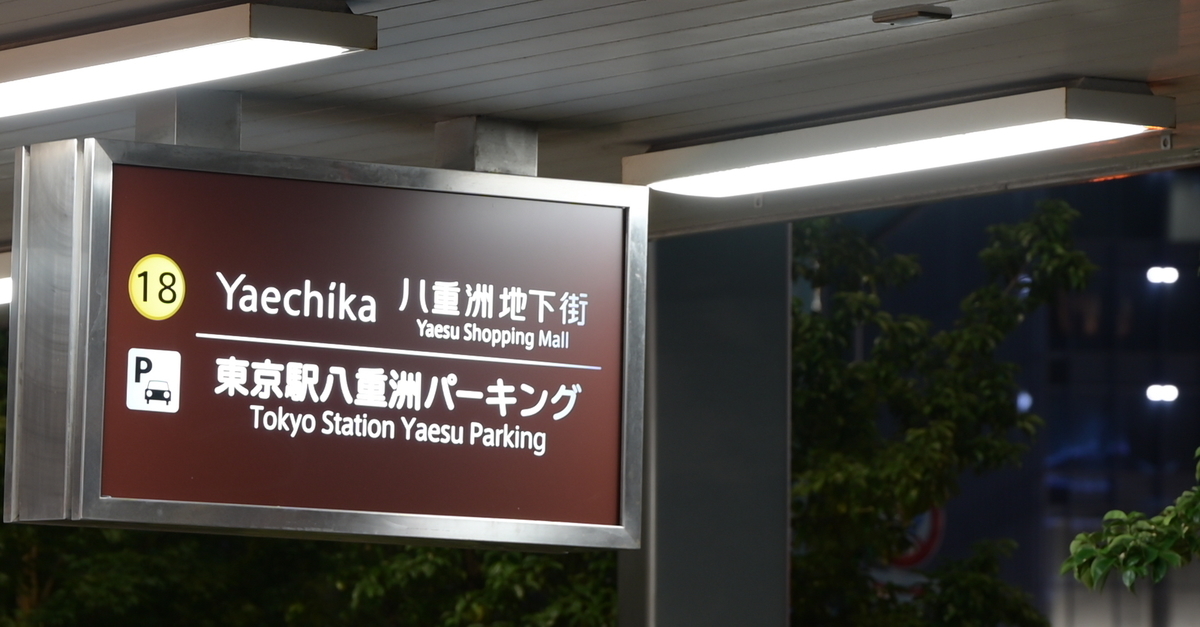 18 Yaechíka 八重洲地下街
Yaesu Shopping Mall
P 東京駅八重洲パーキング
Tokyo Station Yaesu Parking